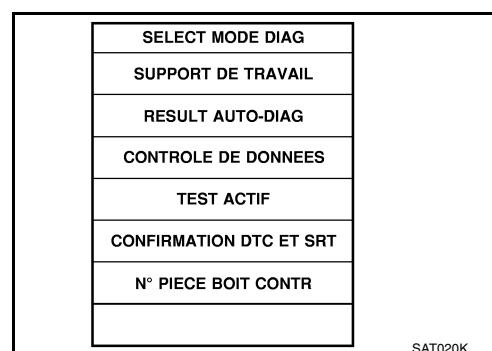 SELECT MODE DIAG
SUPPORT DE TRAVAIL
RESULT AUTO-DIAG
CONTROLE DE DONNEES
TEST ACTIF
CONFIRMATION DTC ET SRT
N° PIECE BOIT CONTR
SAT020K